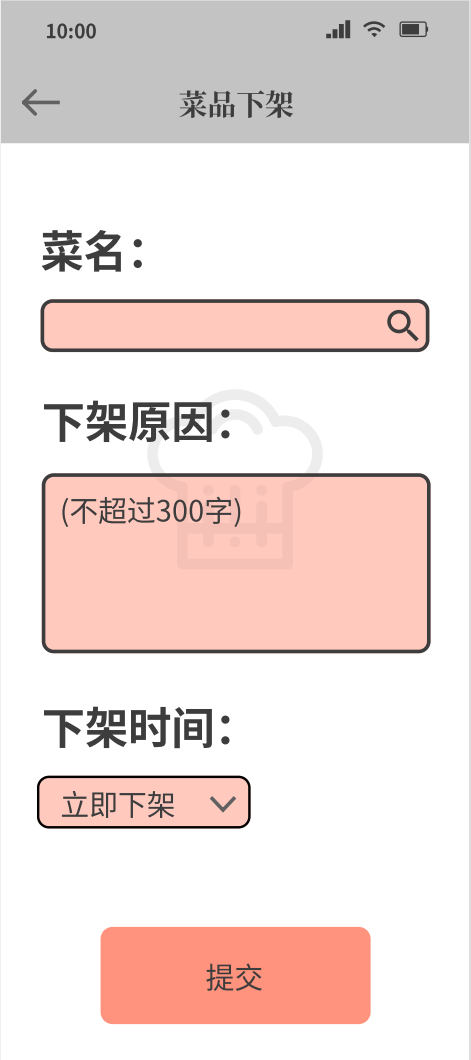 10:00
菜品下架
菜名：
下架原因：
(不超过300字)
下架时间：
立即下架
提交